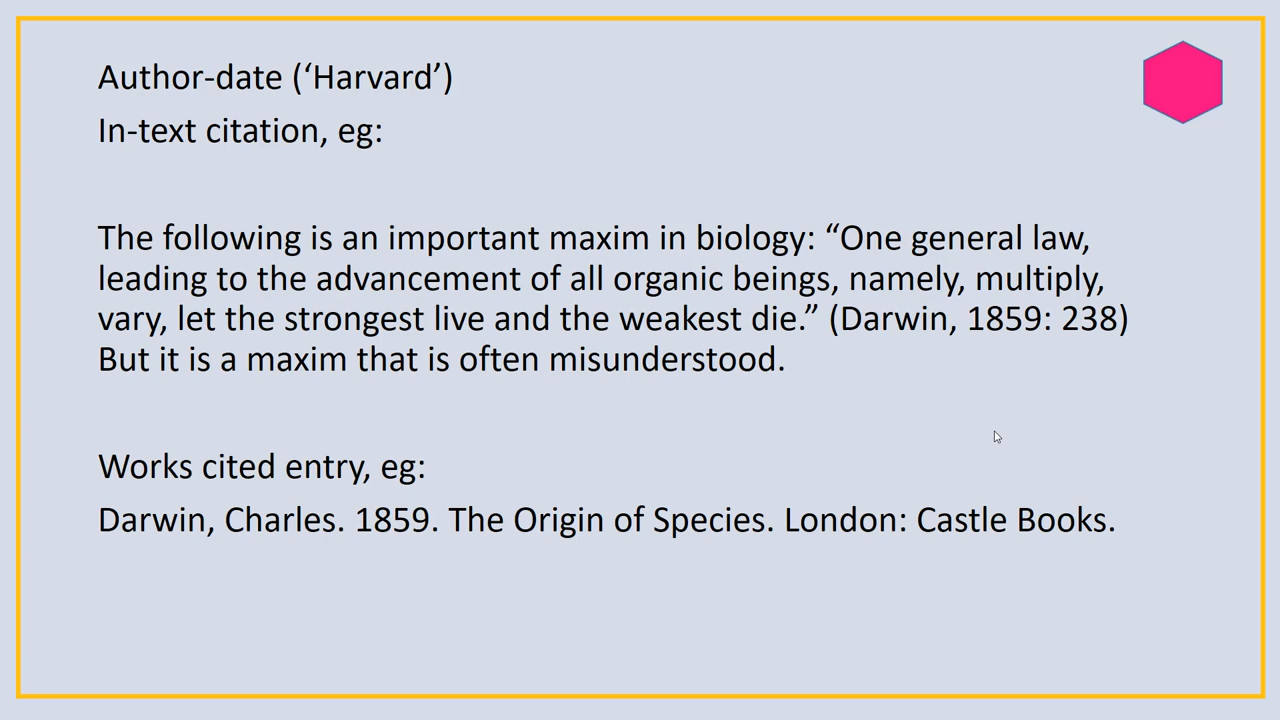 Author-date (‘Harvard’)
In-text citation, eg:
The following is an important maxim in biology: “One general law,
leading to the advancement of all organic beings, namely, multiply,
vary, let the strongest live and the weakest die.” (Darwin, 1859: 238)
But it is a maxim that is often misunderstood.
Works cited entry, eg:
Darwin, Charles. 1859. The Origin of Species. London: Castle Books.